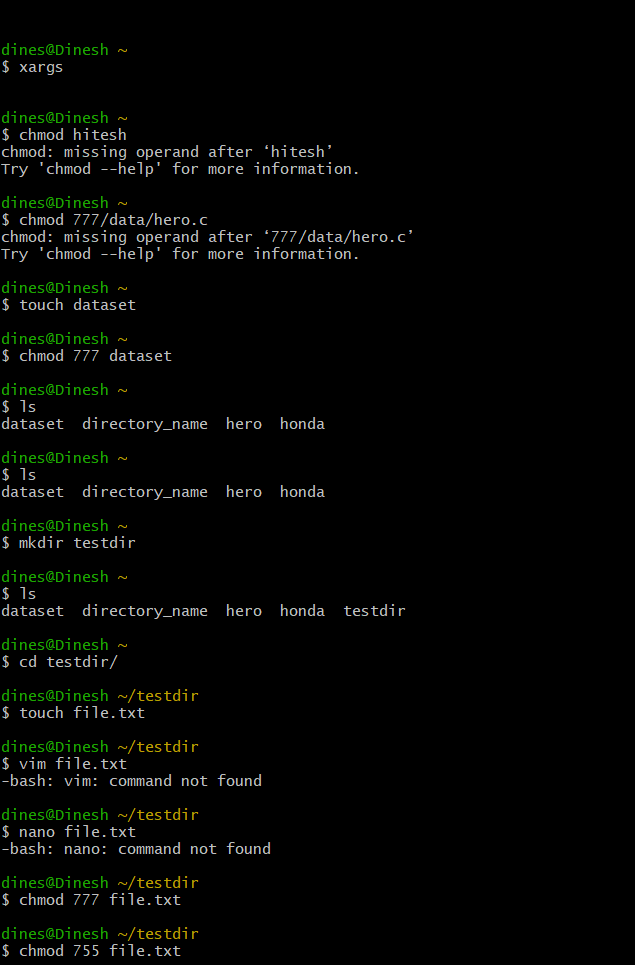 dines@Dinesh ~
$ xargs
dines@Dinesh ~
$ chmod hitesh
chmod: missing operand after ‘hitesh’
Try 'chmod --help' for more information.
dines@Dinesh ~
$ chmod 777/data/hero.c
chmod: missing operand after ‘777/data/hero.c’
Try 'chmod --help' for more information.
dines@Dinesh ~
$ touch dataset
dines@Dinesh ~
$ chmod 777 dataset
dines@Dinesh ~
$ ls
dataset  directory_name  hero  honda
dines@Dinesh ~
$ ls
dataset  directory_name  hero  honda
dines@Dinesh ~
$ mkdir testdir
dines@Dinesh ~
$ ls
dataset  directory_name  hero  honda  testdir
dines@Dinesh ~
$ cd testdir/
dines@Dinesh ~/testdir
$ touch file.txt
dines@Dinesh ~/testdir
$ vim file.txt
-bash: vim: command not found
dines@Dinesh ~/testdir
$ nano file.txt
-bash: nano: command not found
dines@Dinesh ~/testdir
$ chmod 777 file.txt
dines@Dinesh ~/testdir
$ chmod 755 file.txt